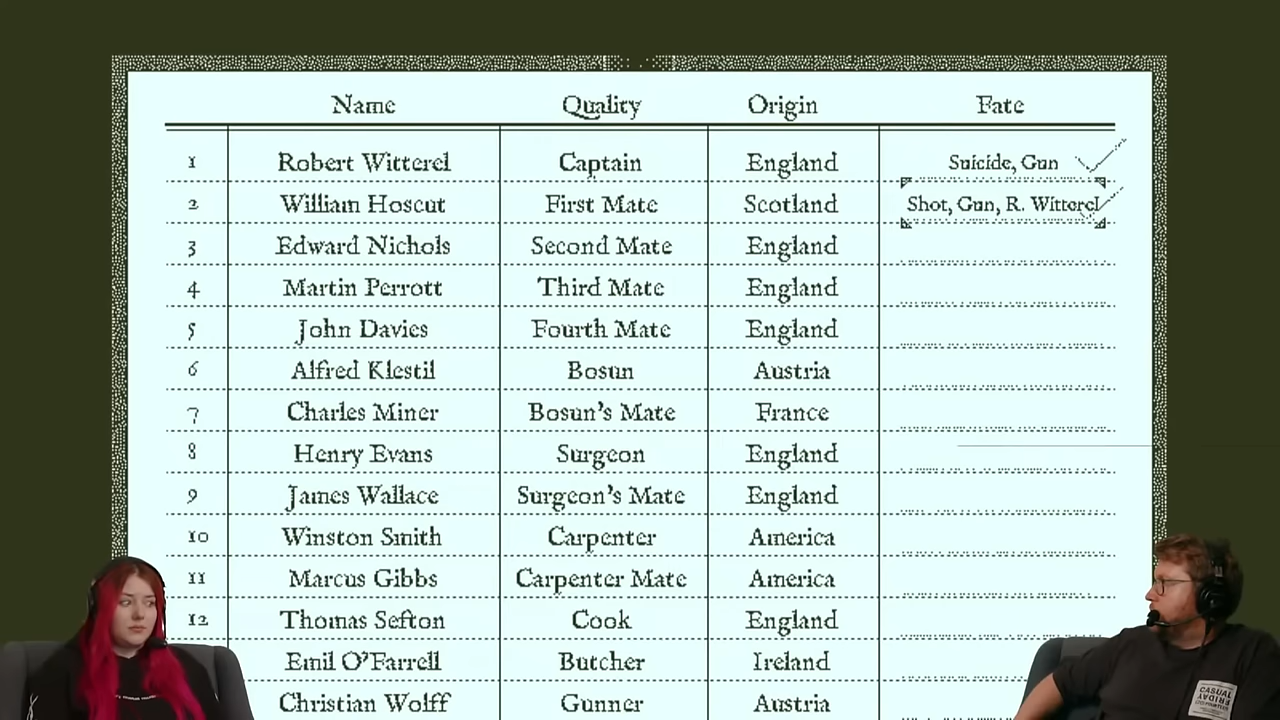 Name Quality Origin Fate
1 Robert Witterel Captain England Suicide, Gun
2 William Hoscut First Mate Scotland Shot, Gun, R. Witterel
3 Edward Nichols Second Mate England
4 Martin Perrott Third Mate England
5 John Davies Fourth Mate England
6 Alfred Klestil Bosun Austria
7 Charles Miner Bosun's Mate France
8 Henry Evans Surgeon England
9 James Wallace Surgeon's Mate England
10 Winston Smith Carpenter America
11 Marcus Gibbs Carpenter Mate America
12 Thomas Sefton Cook England
Emil O'Farrell Butcher Ireland
Christian Wolff Gunner Austria
CASUAL
FRIDAY